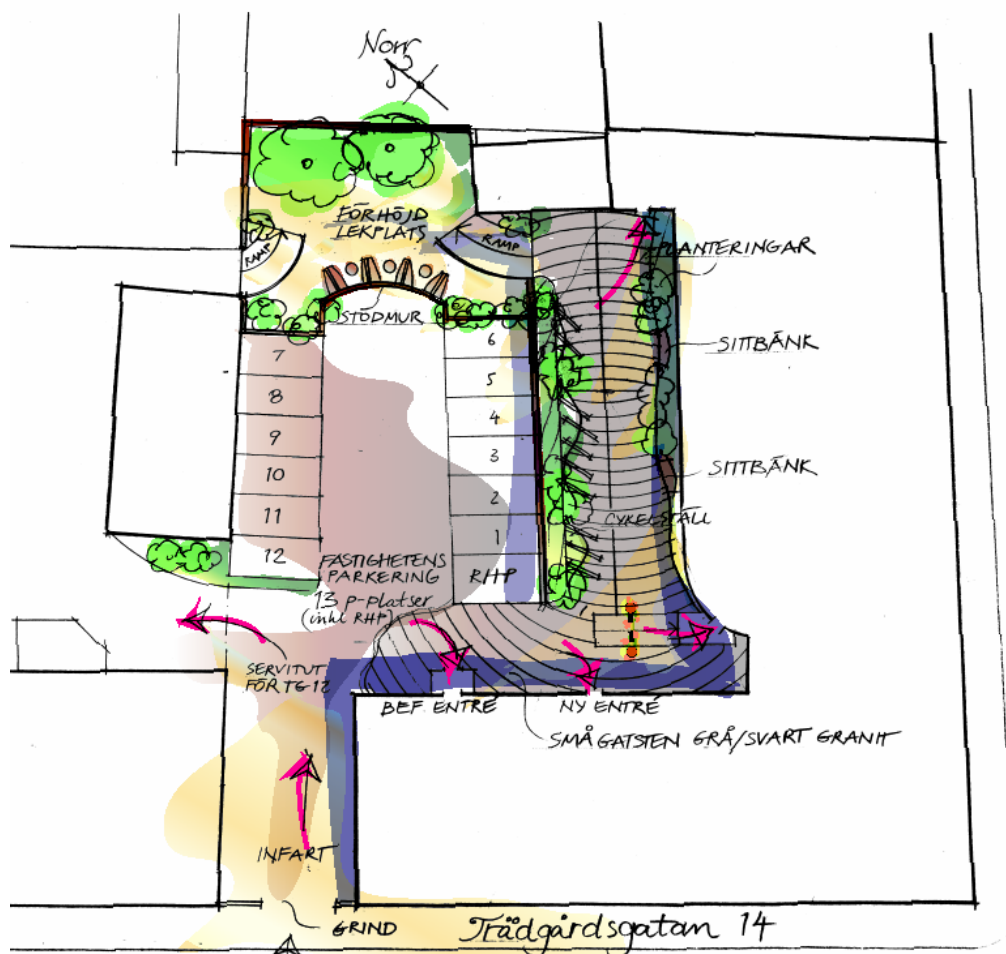 Norr
FÖRHÖJD
LEKPLATS
RAMP
RAMP
PLANTERINGAR
STÖDMUR
SITTBÄNK
7
8
9
10
11
12
6
5
4
3
2
1
RHP
SITTBÄNK
CYKELSTÄLL
FASTIGHETENS
PARKERING
13 p-platser
(inkl RHP)
SERVITUT
FÖR TG-12
BEF ENTRE
NY ENTRE
SMÅGATSTEN GRÅ/SVART GRANIT
INFART
GRIND
Trädgårdsgatan 14